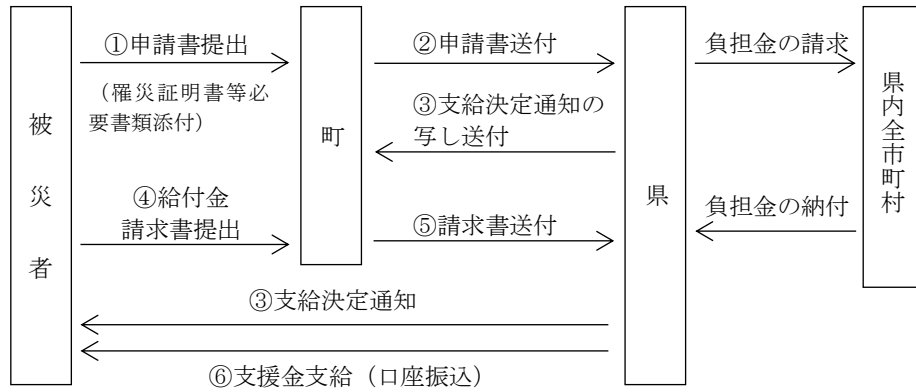 ①申請書提出
②申請書送付
負担金の請求
（罹災証明書等必
要書類添付）
③支給決定通知の
写し送付
被災者
町
県
県内全市町村
④給付金
請求書提出
⑤請求書送付
負担金の納付
③支給決定通知
⑥支援金支給（口座振込）